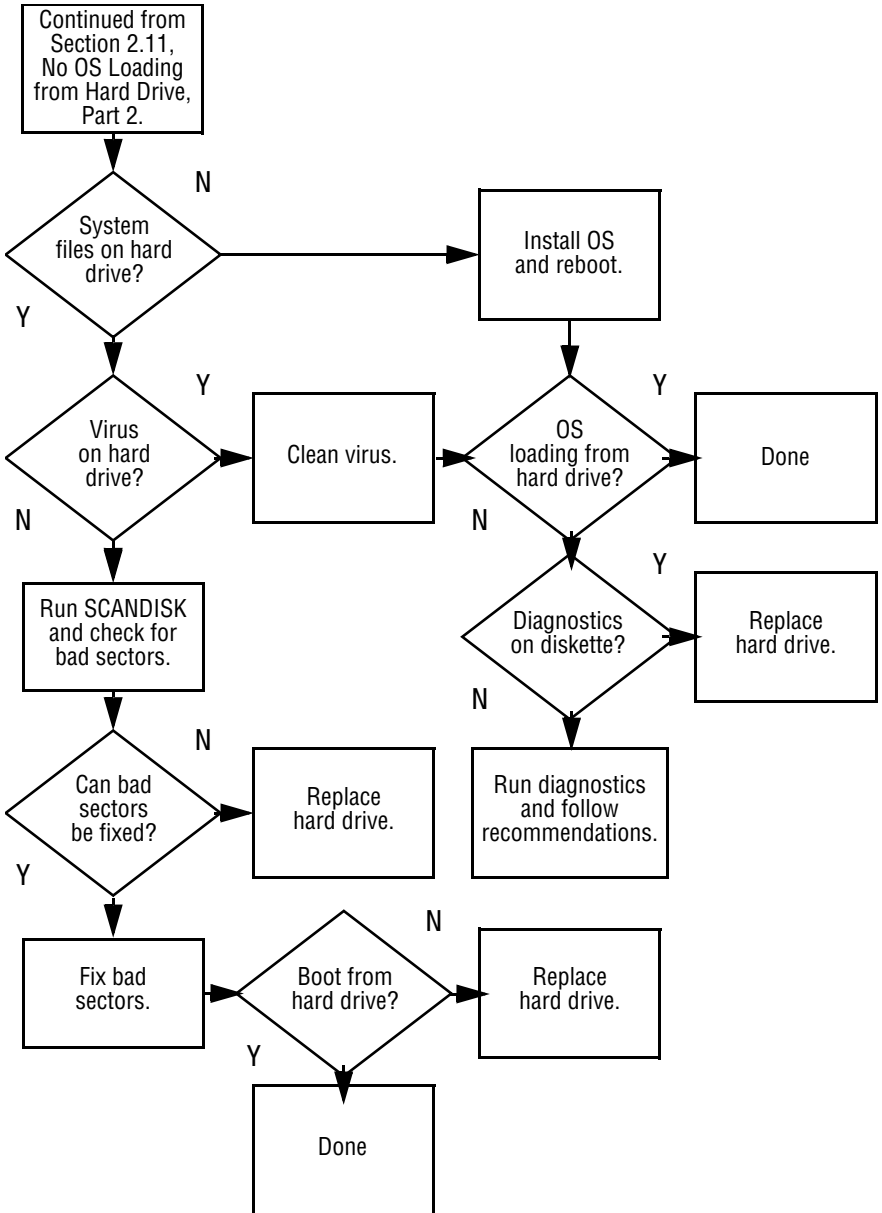 Continued from
Section 2.11,
No OS Loading
from Hard Drive,
Part 2.
N
System
files on hard
drive?
Install OS
and reboot.
Y
Y
Virus
on hard
drive?
Clean virus.
OS
loading from
hard drive?
Y
Done
N
N
Run SCANDISK
and check for
bad sectors.
Diagnostics
on diskette?
Y
Replace
hard drive.
N
N
Can bad
sectors
be fixed?
Replace
hard drive.
Run diagnostics
and follow
recommendations.
Y
Fix bad
sectors.
Boot from
hard drive?
N
Replace
hard drive.
Y
Done